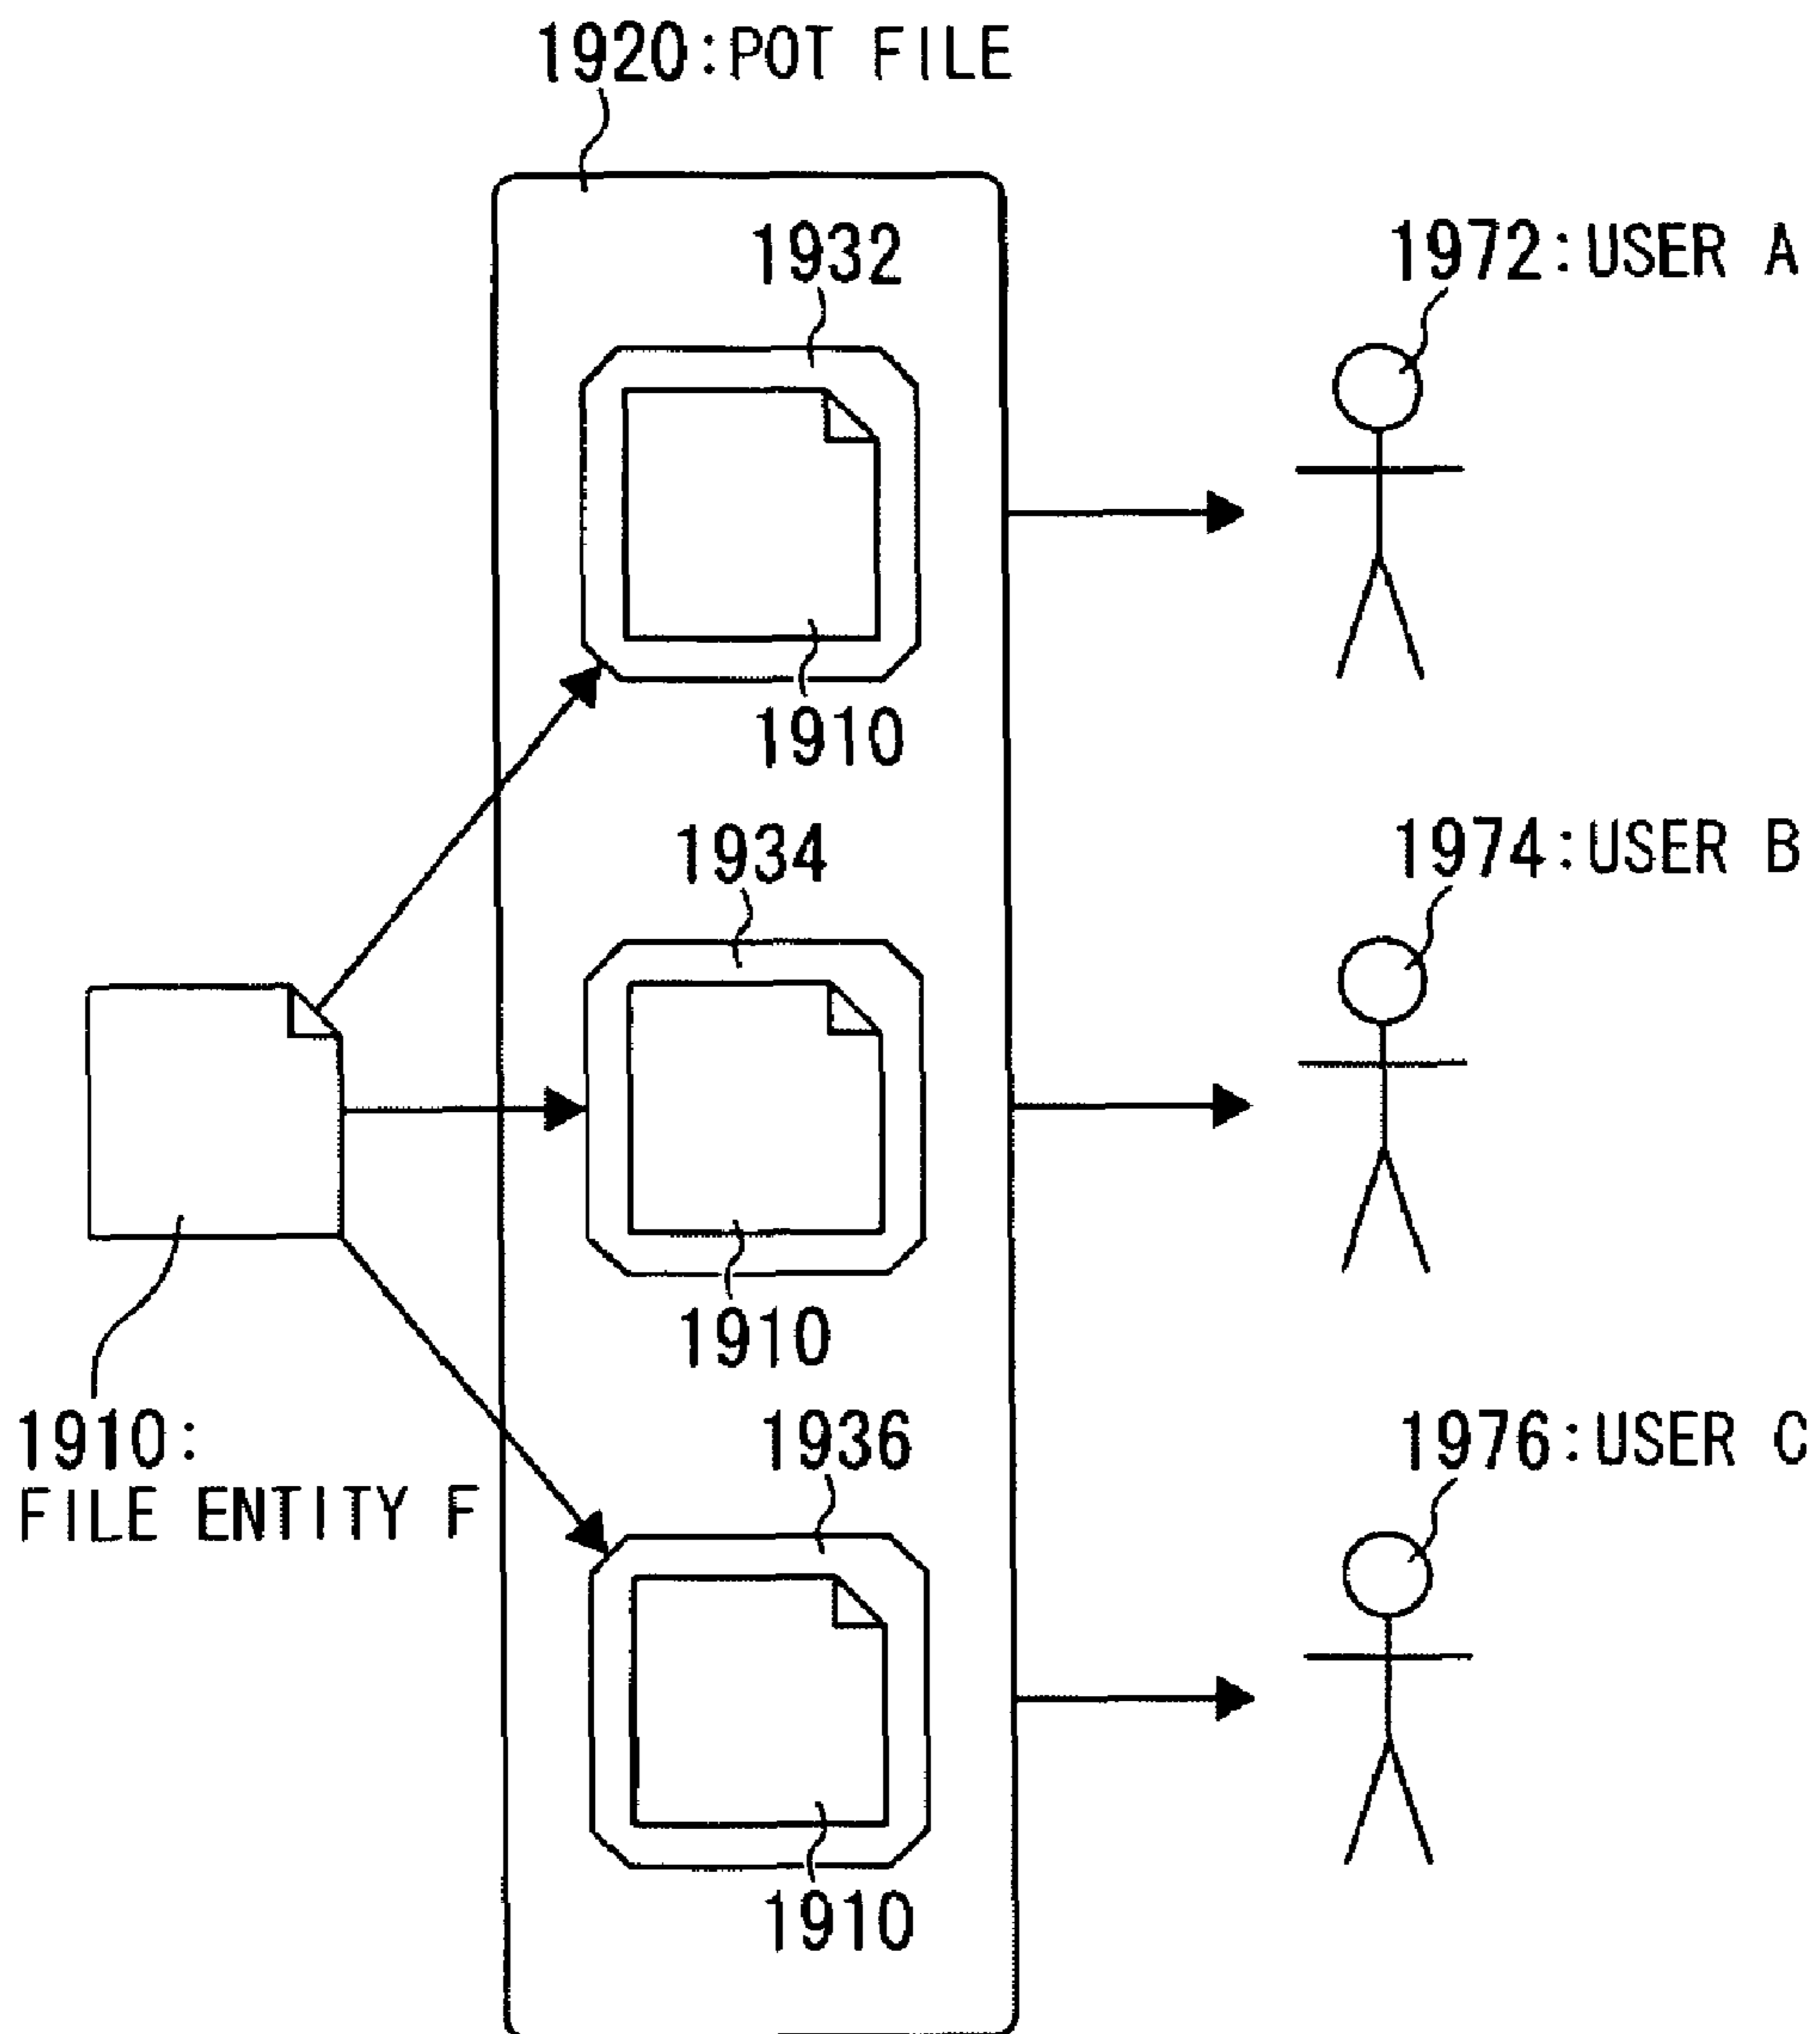 1920:POT FILE
1932
1972:USER A
1910
1934
1974:USER B
1910
1910:
FILE ENTITY F
1936
1976:USER C
1910